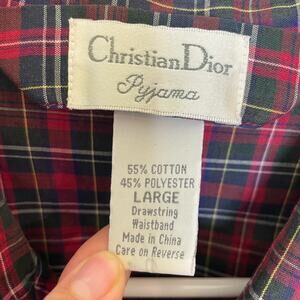 Christian Dior
Pyjama
55% COTTON
45% POLYESTER
LARGE
Drawstring
Waistband
Made in China
Care on Reverse